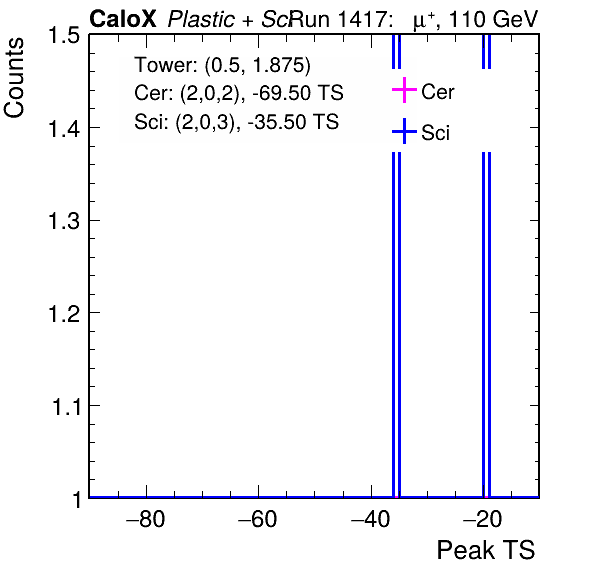 CaloX Plastic + Sci Run 1417: μ⁺, 110 GeV
Counts
1.5
1.4
1.3
1.2
1.1
1
Tower: (0.5, 1.875)
Cer: (2,0,2), -69.50 TS
Sci: (2,0,3), -35.50 TS
Cer
Sci
−80
−60
−40
−20
Peak TS